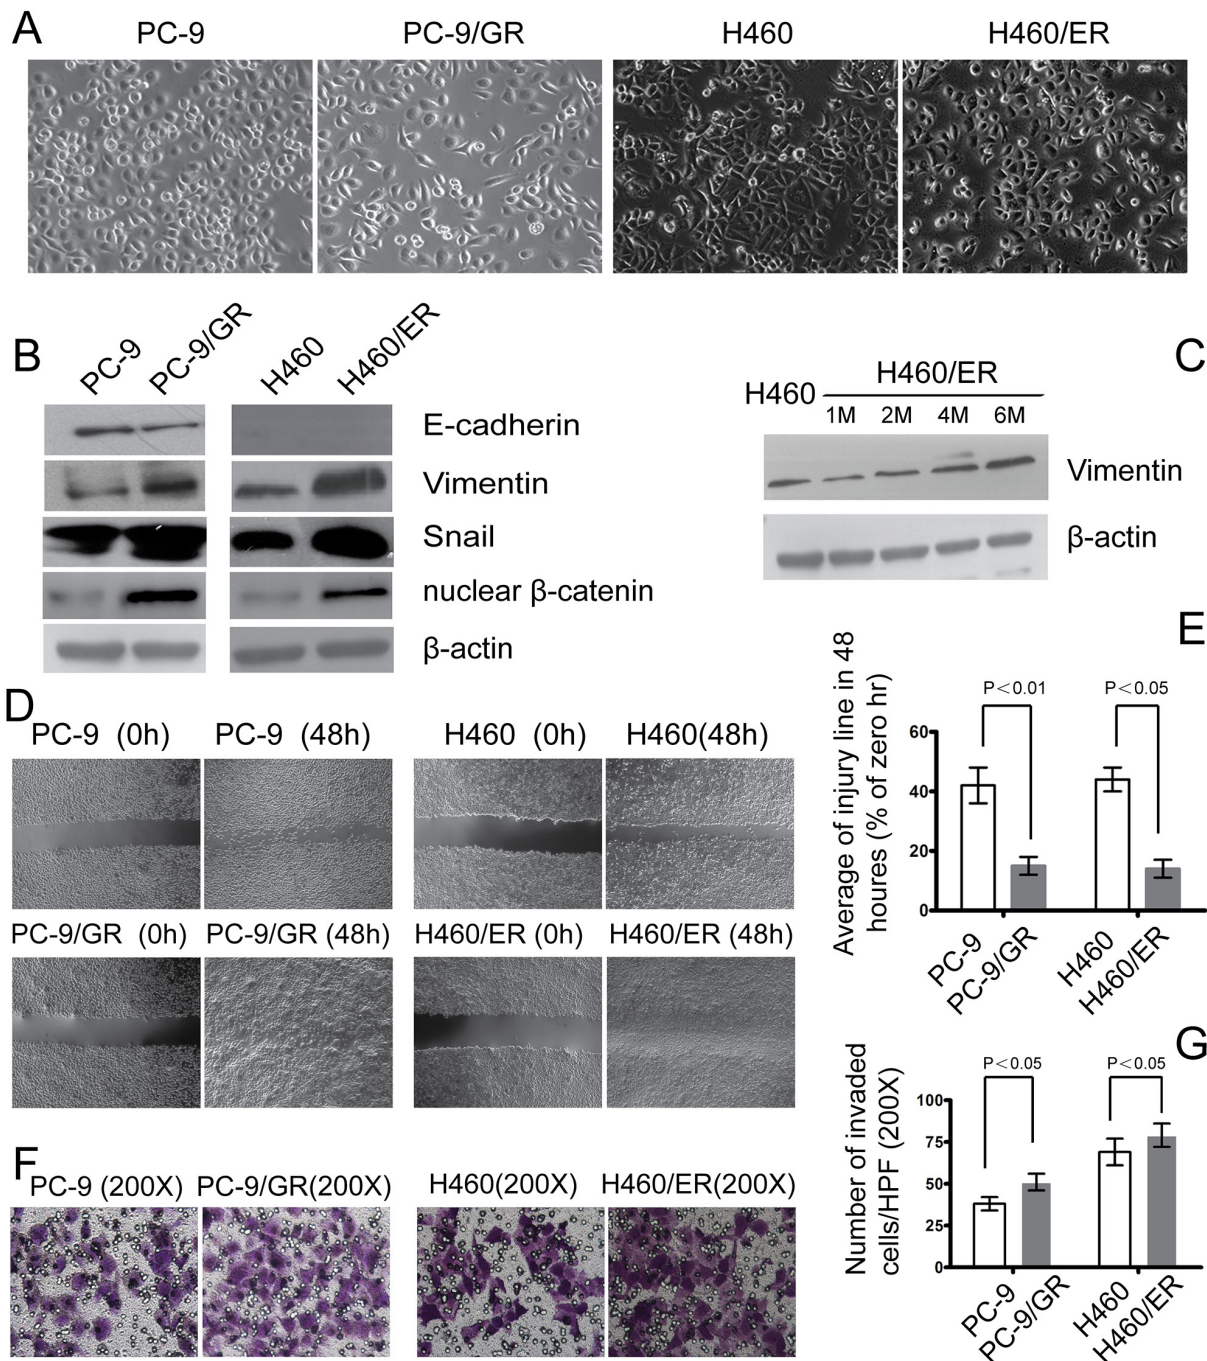 A
PC-9
PC-9/GR
H460
H460/ER
B
PC-9
PC-9/GR
H460
H460/ER
E-cadherin
Vimentin
Snail
nuclear β-catenin
β-actin
C
H460
H460/ER
1M
2M
4M
6M
Vimentin
β-actin
D
PC-9 (0h)
PC-9 (48h)
H460 (0h)
H460(48h)
PC-9/GR (0h)
PC-9/GR (48h)
H460/ER (0h)
H460/ER (48h)
E
Average of injury line in 48
houres (% of zero hr)
P<0.01
P<0.05
60
40
20
0
PC-9
PC-9/GR
H460
H460/ER
F
PC-9 (200X)
PC-9/GR(200X)
H460(200X)
H460/ER(200X)
G
Number of invaded
cells/HPF (200X)
P<0.05
P<0.05
100
75
50
25
0
PC-9
PC-9/GR
H460
H460/ER